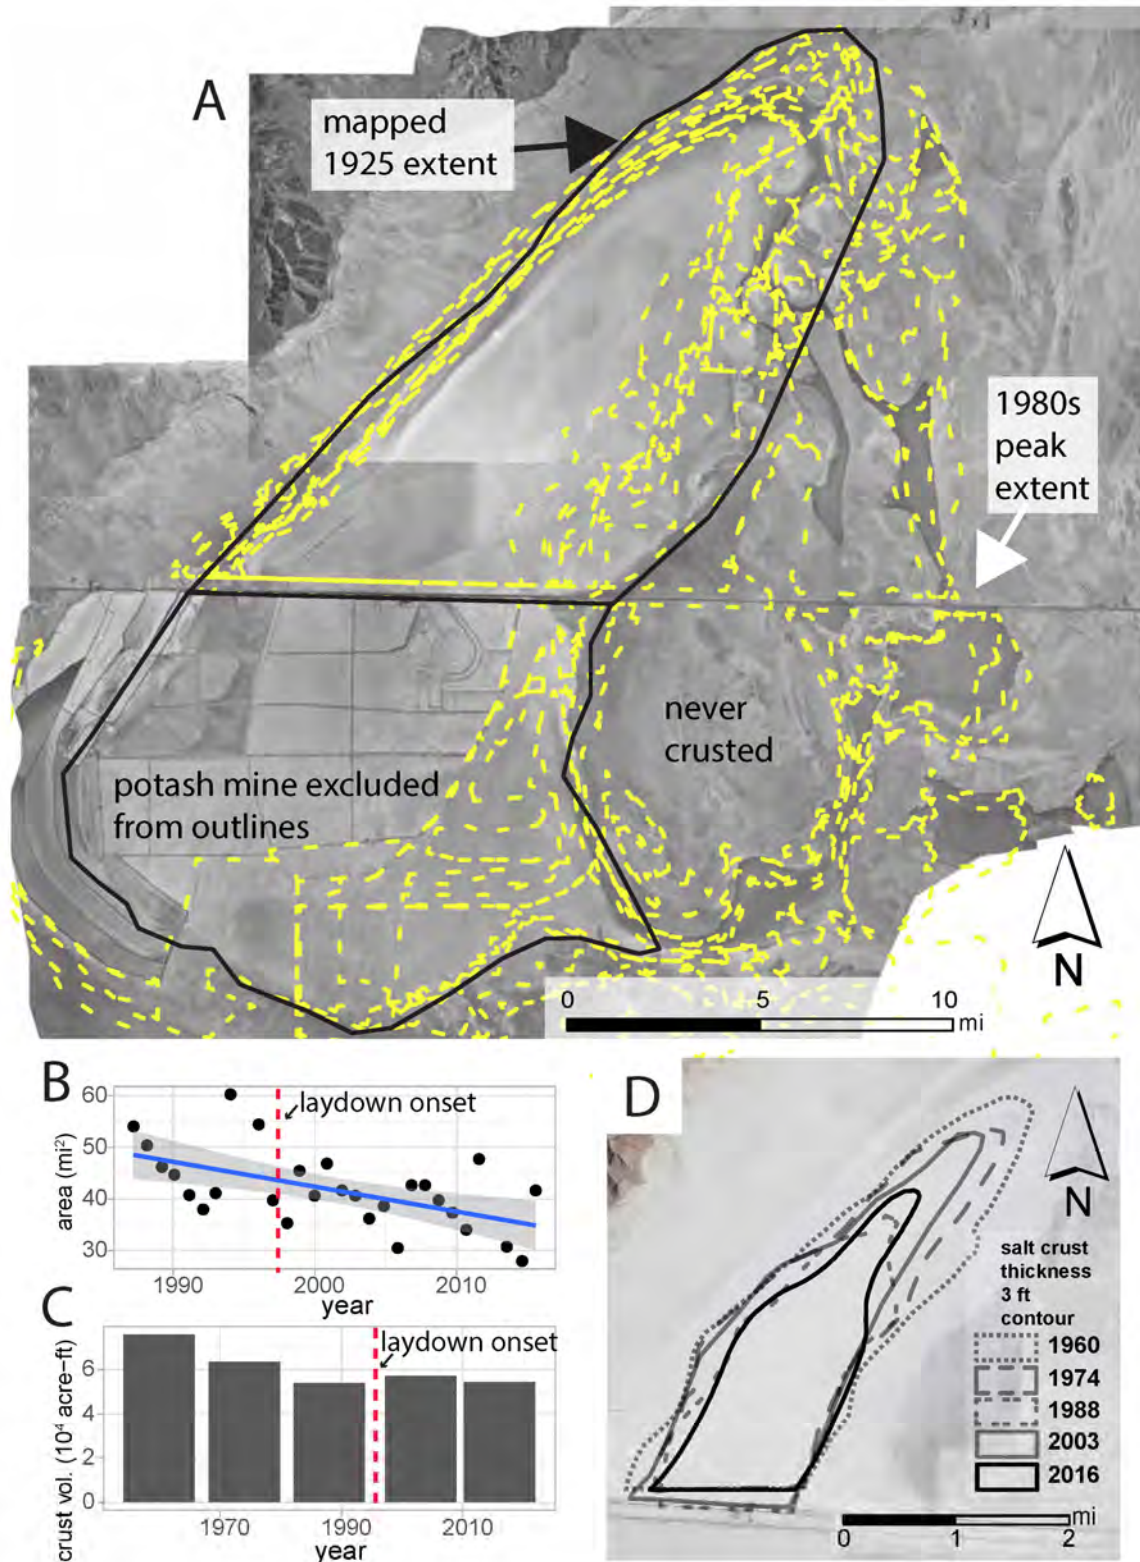 A
mapped
1925 extent
1980s
peak
extent
never
crusted
potash mine excluded
from outlines
N
0 5 10
mi
B
area (mi²)
60
50
40
30
laydown onset
1990 2000 2010
year
C
crust vol. (10⁴ acre−ft)
6
4
2
0
laydown onset
1970 1990 2010
year
D
N
salt crust
thickness
3 ft
contour
1960
1974
1988
2003
2016
mi
0 1 2